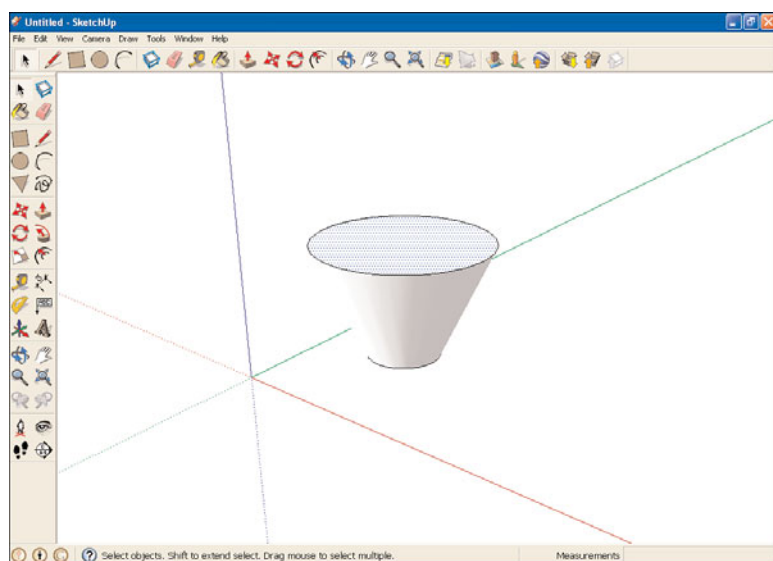 Untitled - SketchUp
File Edit View Camera Draw Tools Window Help
Select objects. Shift to extend select. Drag mouse to select multiple. Measurements